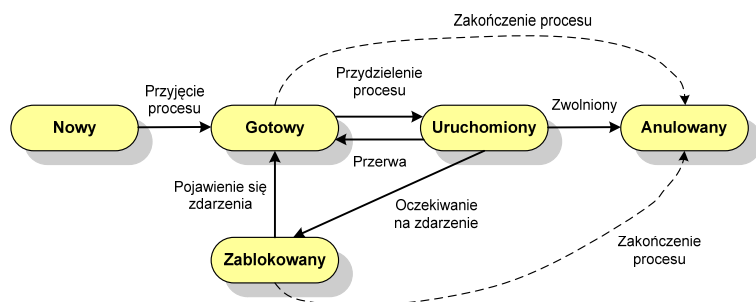 Zakończenie procesu
Przyjęcie
procesu
Przydzielenie
procesu
Zwolniony
Nowy
Gotowy
Uruchomiony
Anulowany
Przerwa
Pojawienie się
zdarzenia
Oczekiwanie
na zdarzenie
Zablokowany
Zakończenie
procesu